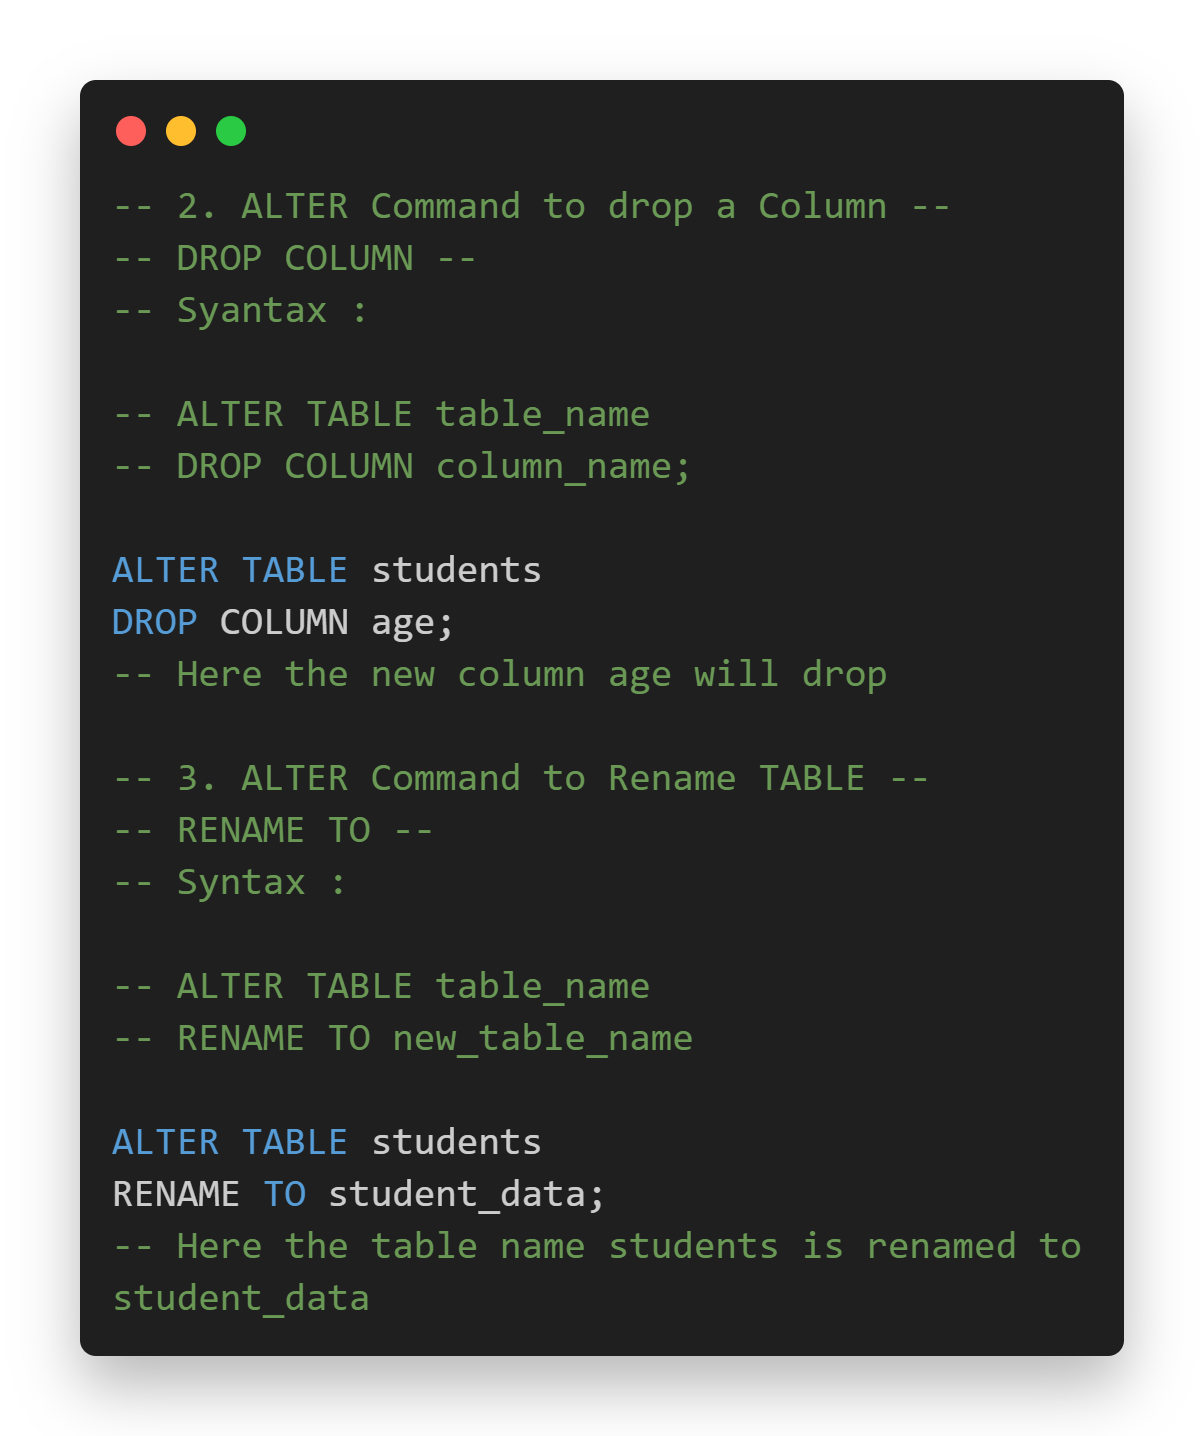 -- 2. ALTER Command to drop a Column --
-- DROP COLUMN --
-- Syantax :
-- ALTER TABLE table_name
-- DROP COLUMN column_name;
ALTER TABLE students
DROP COLUMN age;
-- Here the new column age will drop
-- 3. ALTER Command to Rename TABLE --
-- RENAME TO --
-- Syntax :
-- ALTER TABLE table_name
-- RENAME TO new_table_name
ALTER TABLE students
RENAME TO student_data;
-- Here the table name students is renamed to
student_data